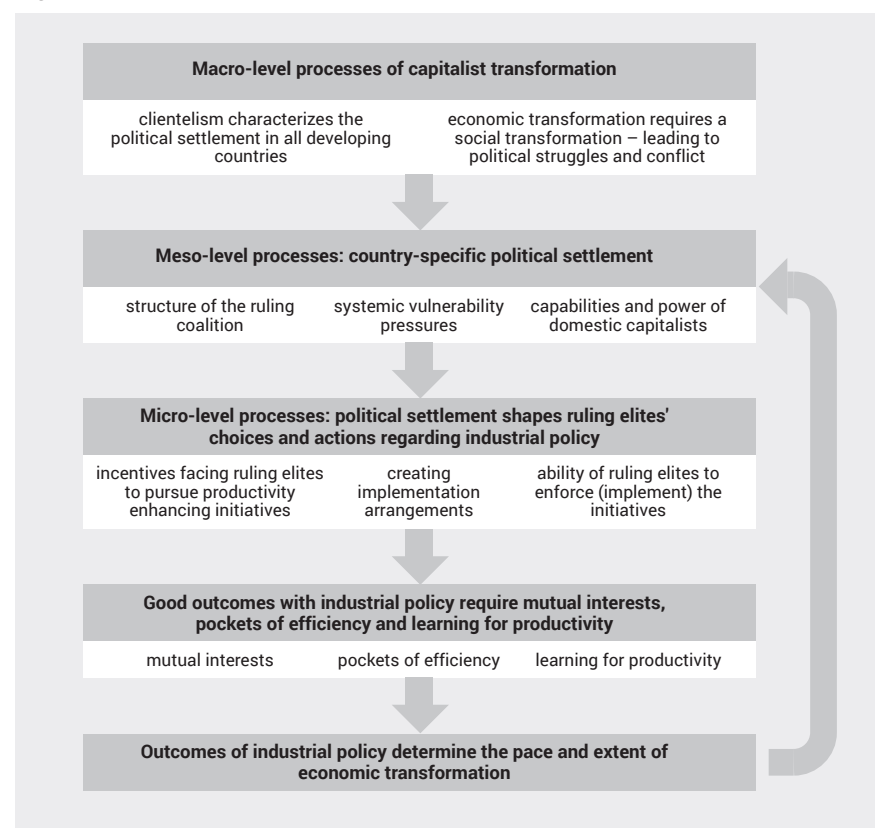 Macro-level processes of capitalist transformation
clientelism characterizes the
political settlement in all developing
countries
economic transformation requires a
social transformation – leading to
political struggles and conflict
Meso-level processes: country-specific political settlement
structure of the ruling
coalition
systemic vulnerability
pressures
capabilities and power of
domestic capitalists
Micro-level processes: political settlement shapes ruling elites'
choices and actions regarding industrial policy
incentives facing ruling elites
to pursue productivity
enhancing initiatives
creating
implementation
arrangements
ability of ruling elites to
enforce (implement) the
initiatives
Good outcomes with industrial policy require mutual interests,
pockets of efficiency and learning for productivity
mutual interests
pockets of efficiency
learning for productivity
Outcomes of industrial policy determine the pace and extent of
economic transformation